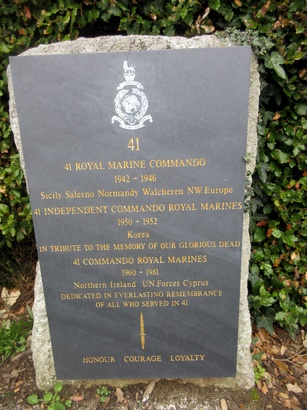 41
41 ROYAL MARINE COMMANDO
1942 - 1946
Sicily Salerno Normandy Walcheren N.W.Europe
41 INDEPENDENT COMMANDO ROYAL MARINES
1950 - 1952
Korea
IN TRIBUTE TO THE MEMORY OF OUR GLORIOUS DEAD
41 COMMANDO ROYAL MARINES
1960 - 1981
Northern Ireland U.N.Forces Cyprus
DEDICATED IN EVERLASTING REMEMBRANCE
OF ALL WHO SERVED IN 41
HONOUR COURAGE LOYALTY